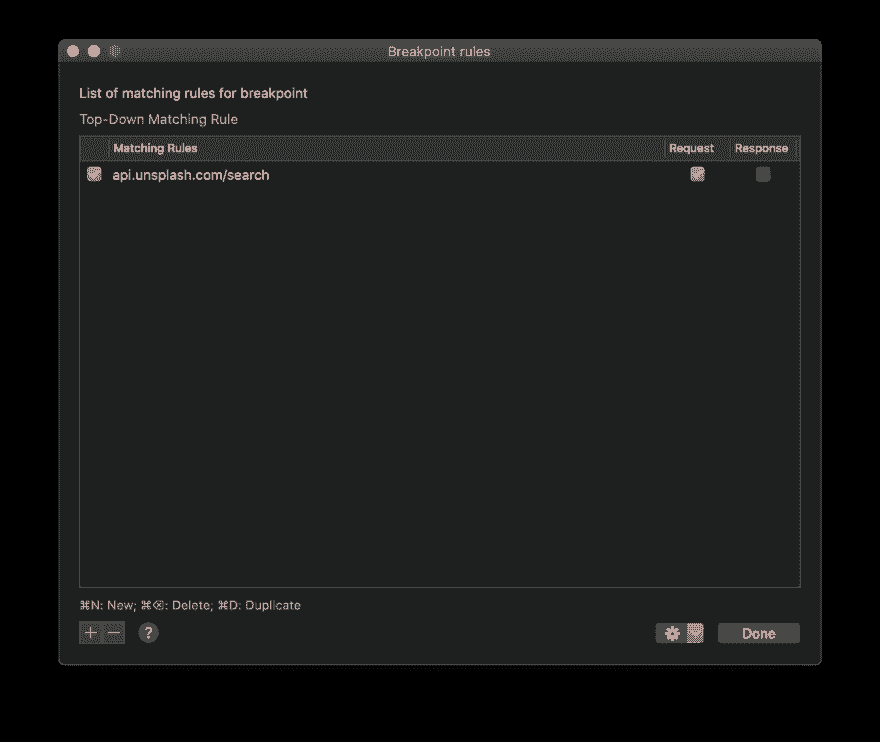 Breakpoint rules
List of matching rules for breakpoint
Top-Down Matching Rule
Matching Rules Request Response
api.unsplash.com/search
⌘N: New; ⌘⌫: Delete; ⌘D: Duplicate
+ − ? Done